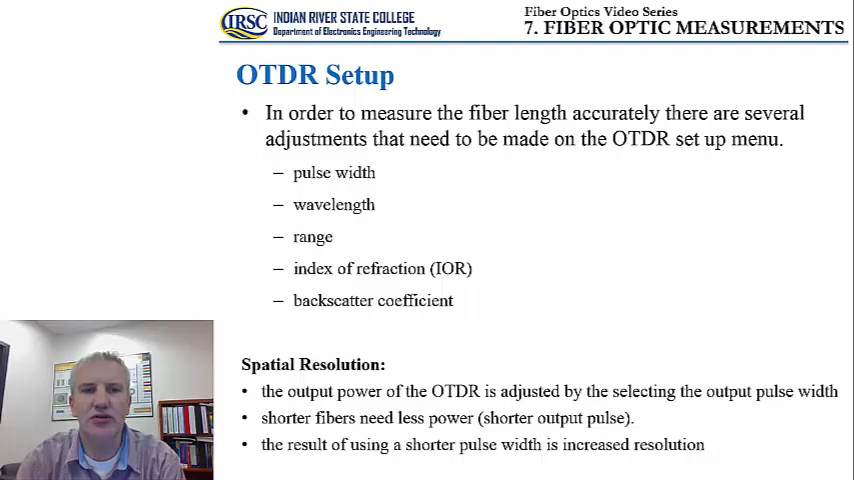 IRSC INDIAN RIVER STATE COLLEGE
Department of Electronics Engineering Technology
Fiber Optics Video Series
7. FIBER OPTIC MEASUREMENTS
OTDR Setup
• In order to measure the fiber length accurately there are several
adjustments that need to be made on the OTDR set up menu.
– pulse width
– wavelength
– range
– index of refraction (IOR)
– backscatter coefficient
Spatial Resolution:
• the output power of the OTDR is adjusted by the selecting the output pulse width
• shorter fibers need less power (shorter output pulse).
• the result of using a shorter pulse width is increased resolution